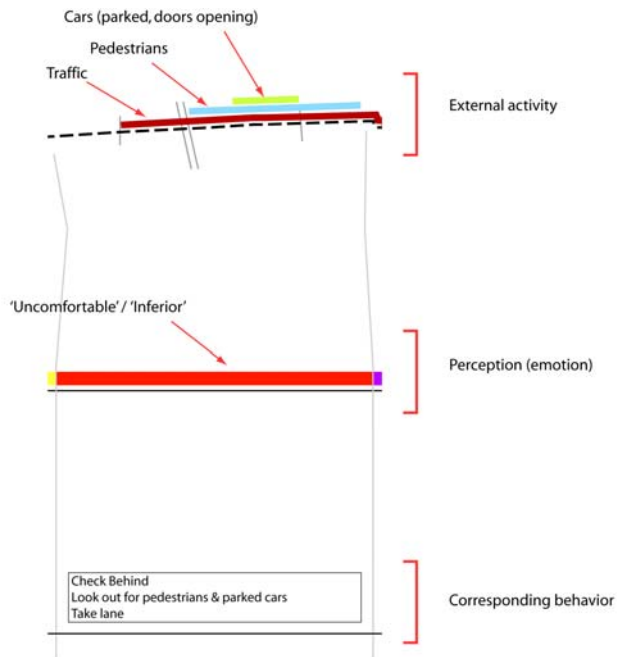 Cars (parked, doors opening)
Pedestrians
Traffic
External activity
'Uncomfortable' / 'Inferior'
Perception (emotion)
Check Behind
Look out for pedestrians & parked cars
Take lane
Corresponding behavior